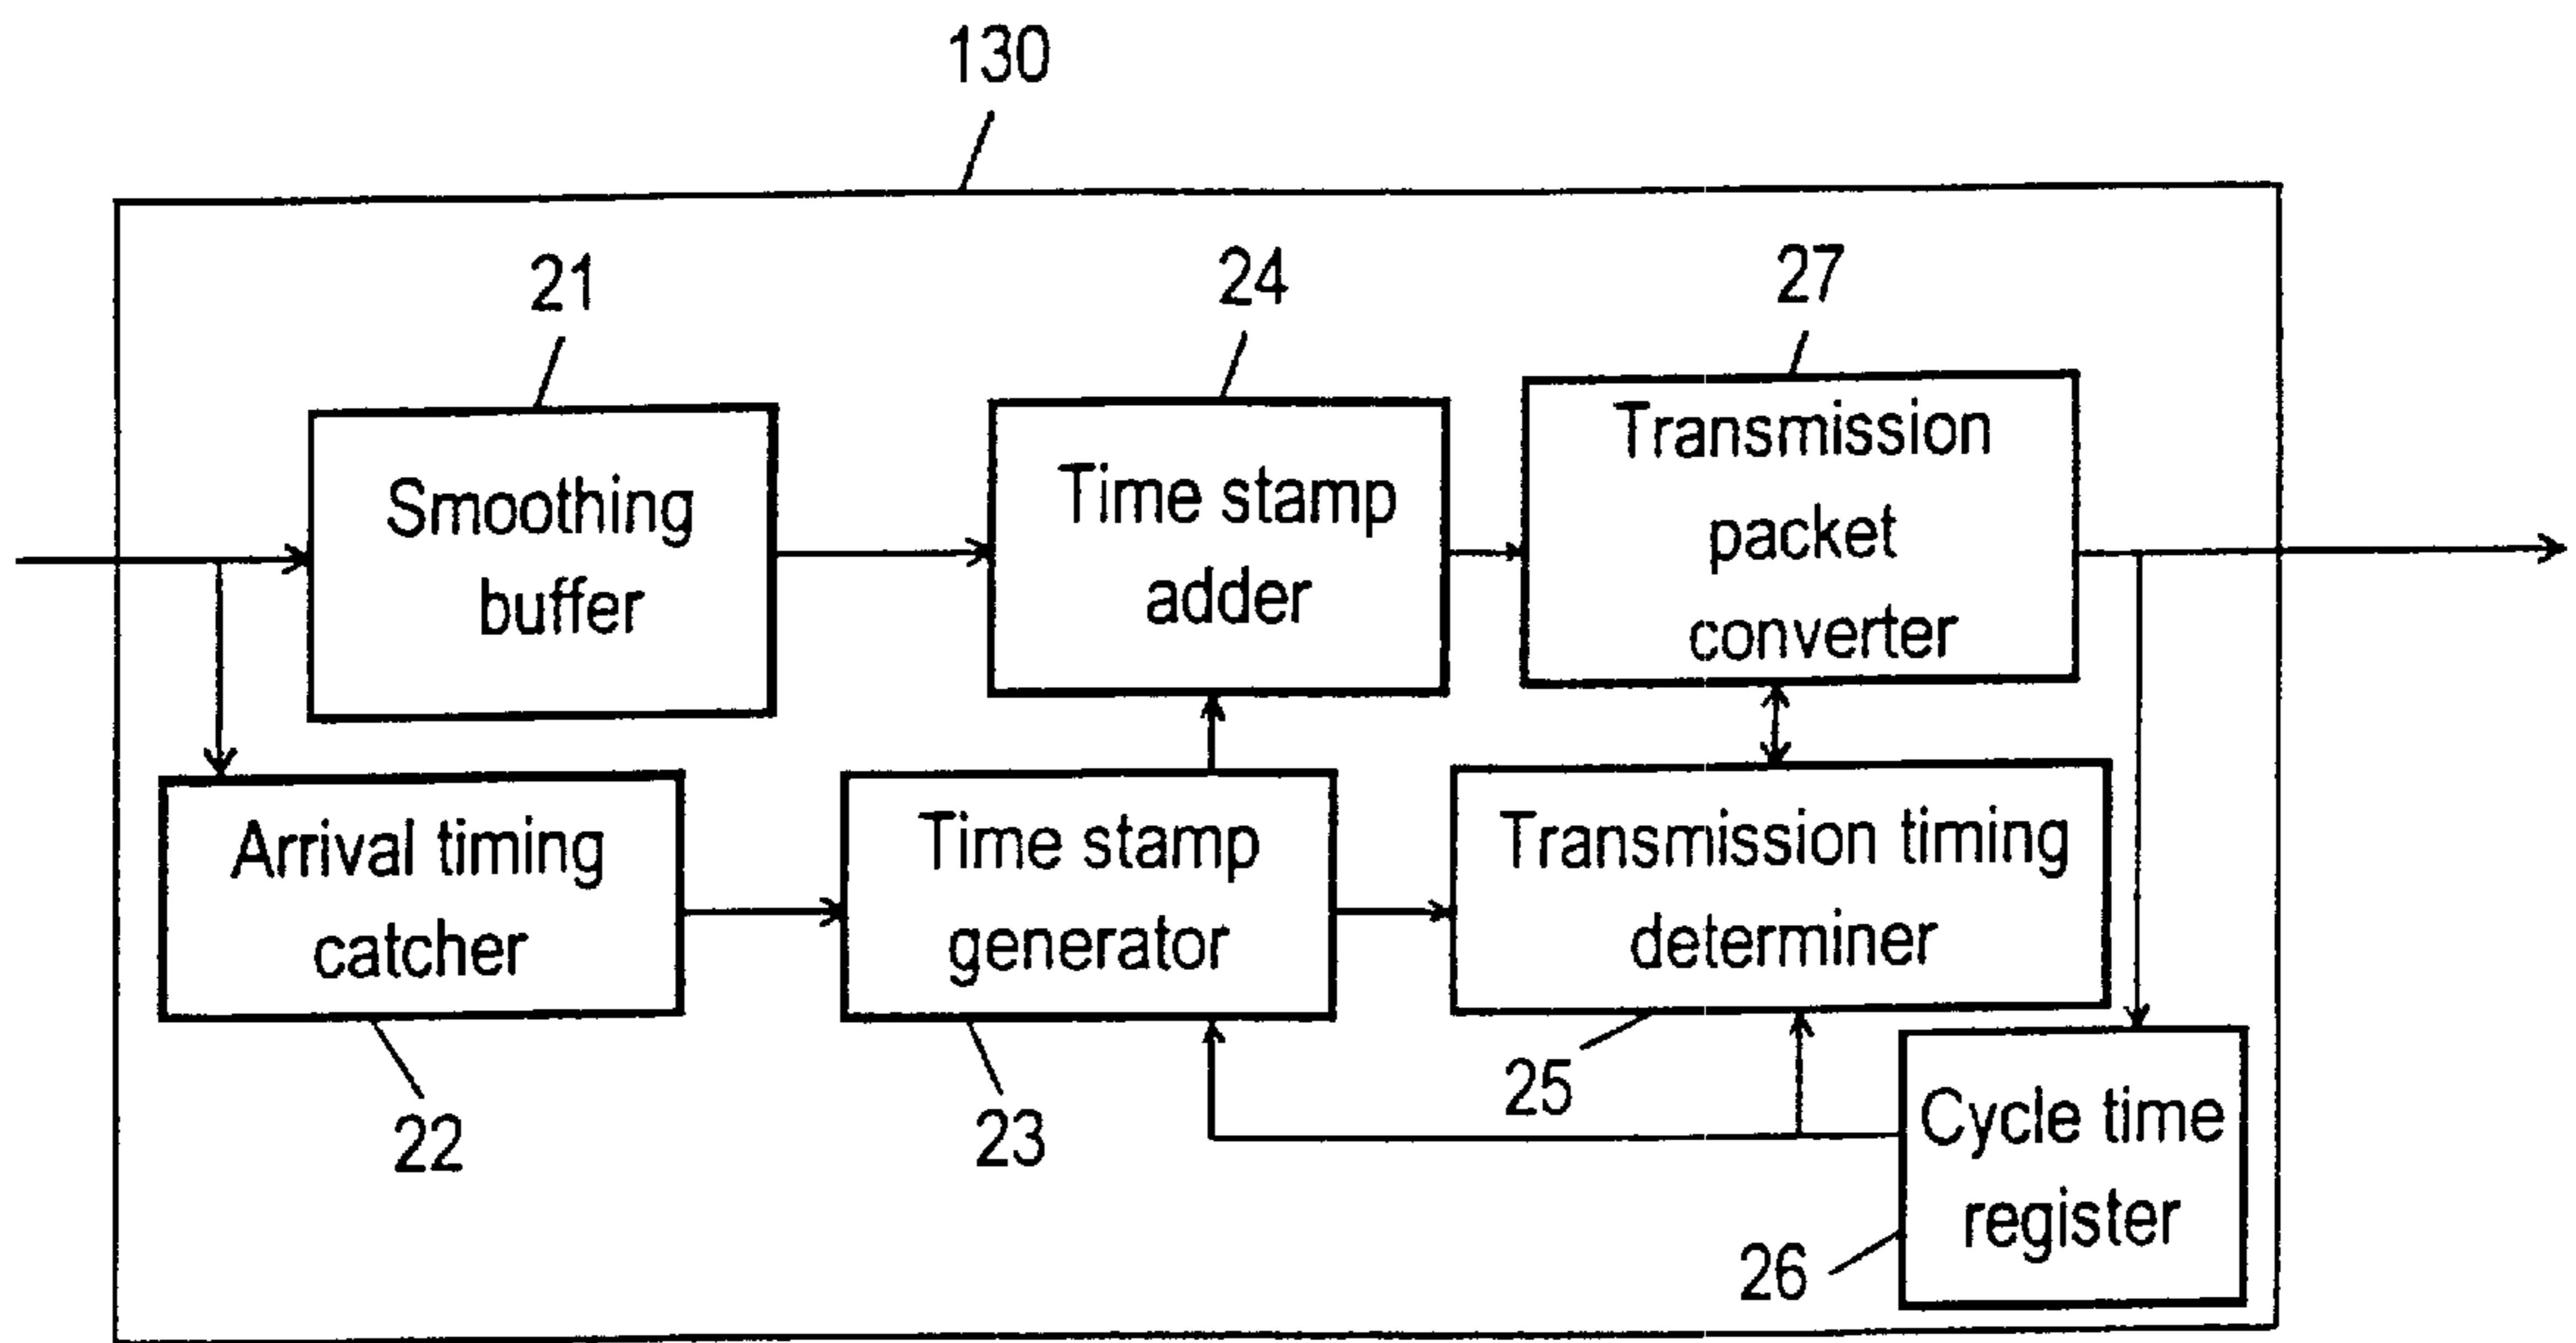 130
21
24
27
Smoothing
buffer
Time stamp
adder
Transmission
packet
converter
Arrival timing
catcher
Time stamp
generator
Transmission timing
determiner
22
23
25
Cycle time
register
26